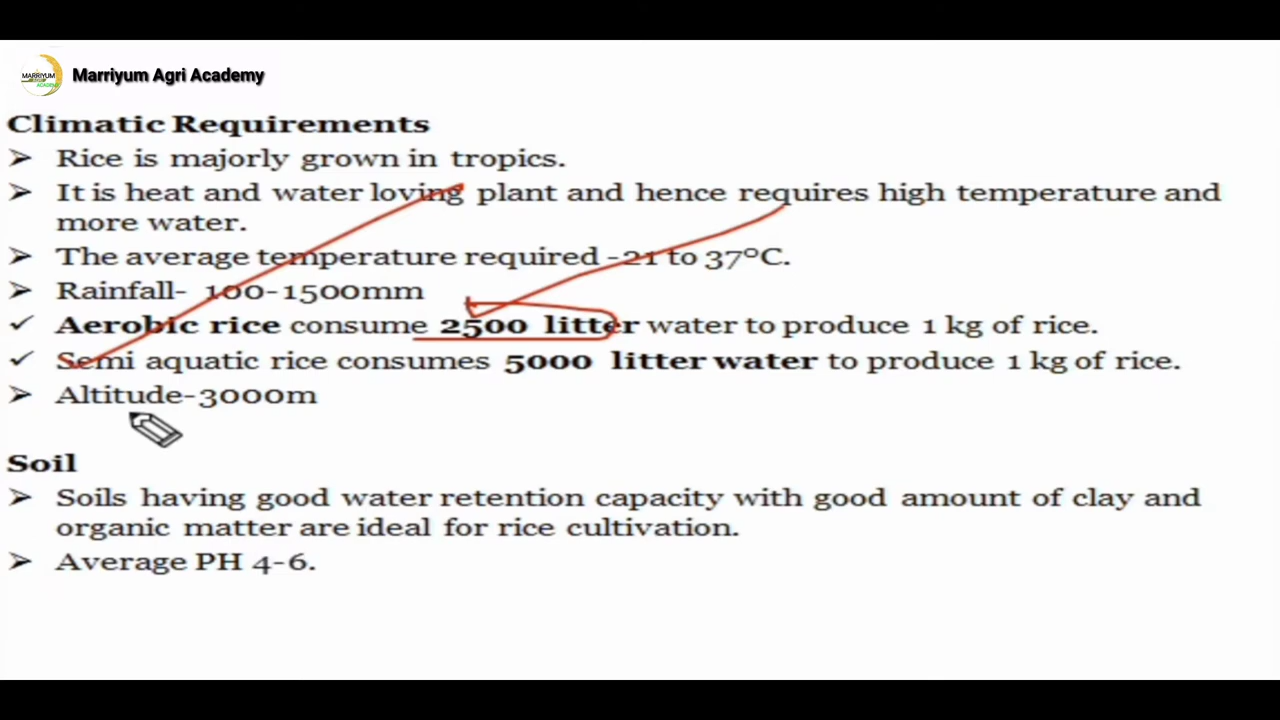 MARRIYUM
ACADEMY
Marriyum Agri Academy
Climatic Requirements
➢ Rice is majorly grown in tropics.
➢ It is heat and water loving plant and hence requires high temperature and
more water.
➢ The average temperature required -21 to 37°C.
➢ Rainfall- 100-1500mm
✓ Aerobic rice consume 2500 litter water to produce 1 kg of rice.
✓ Semi aquatic rice consumes 5000 litter water to produce 1 kg of rice.
➢ Altitude-3000m
Soil
➢ Soils having good water retention capacity with good amount of clay and
organic matter are ideal for rice cultivation.
➢ Average PH 4-6.